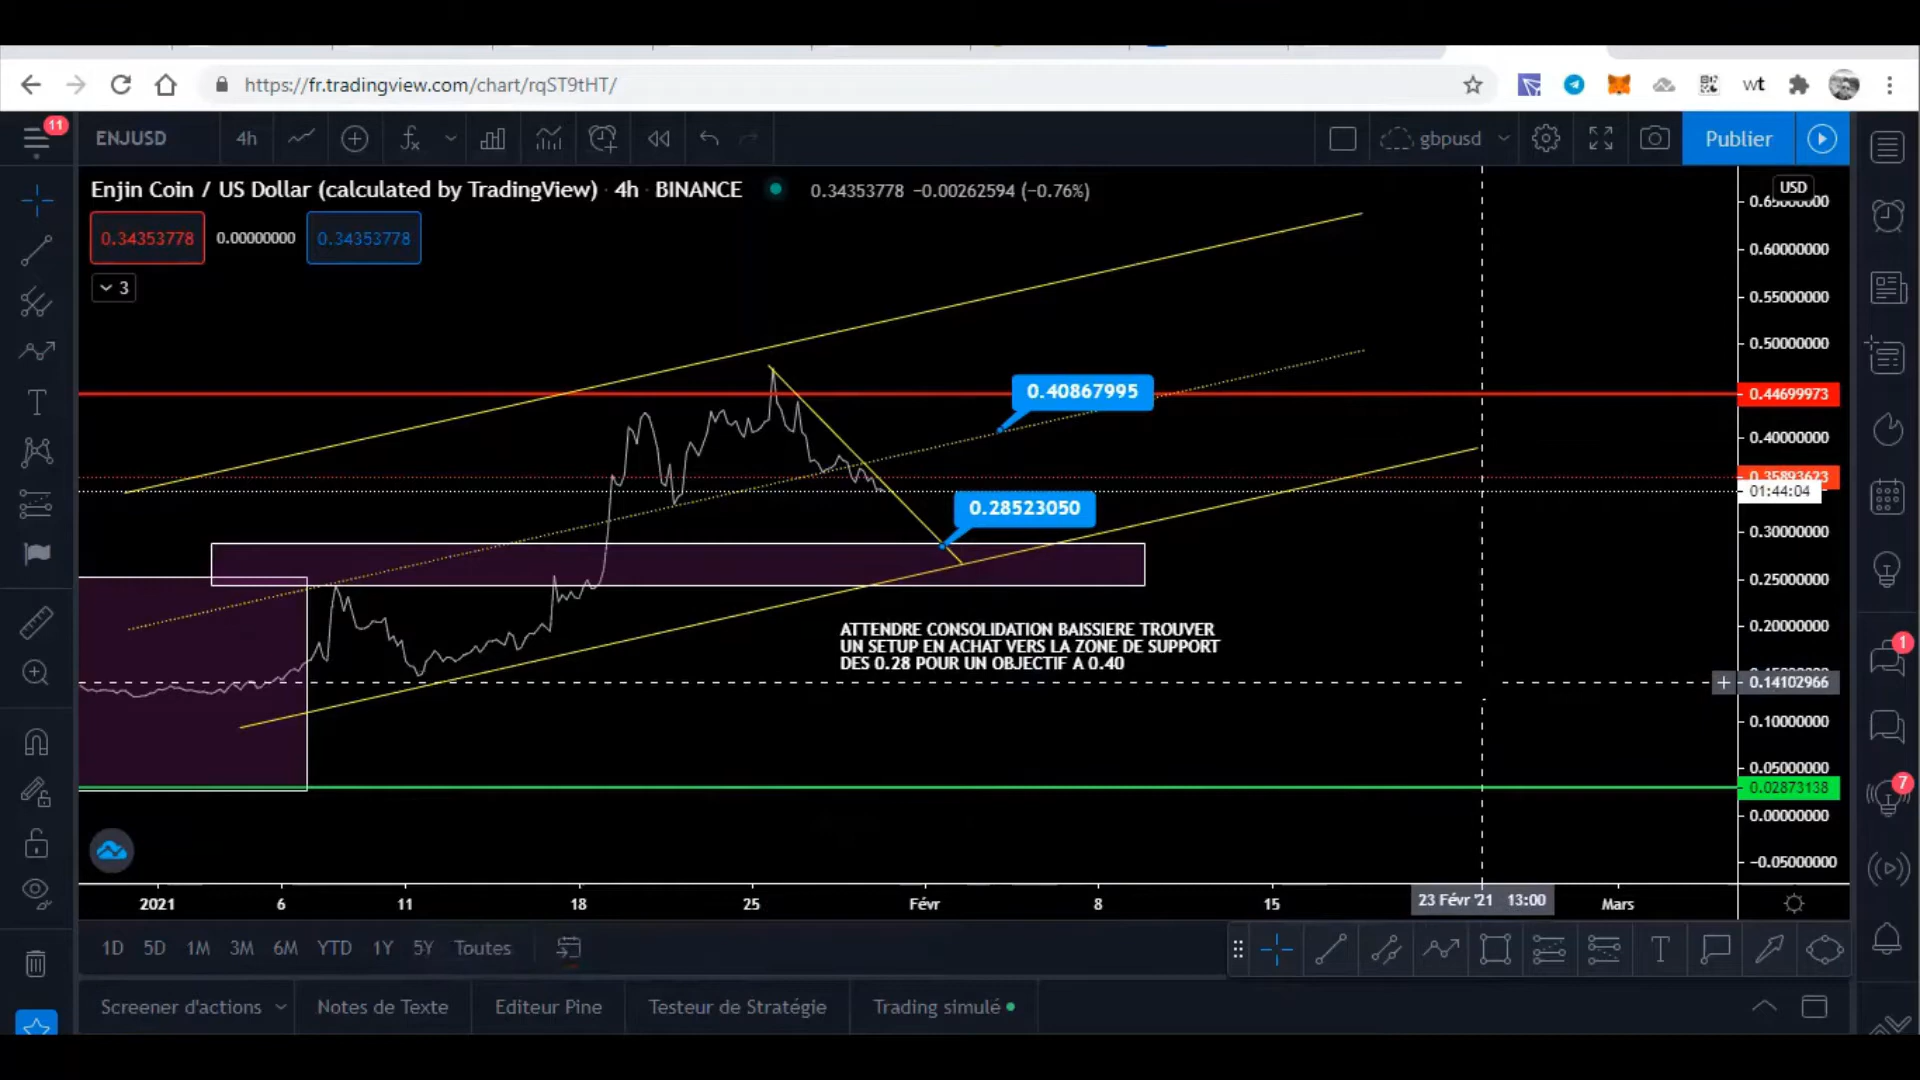 https://fr.tradingview.com/chart/rqST9tHT/
wt
11
ENJUSD
4h
gbpusd
Publier
Enjin Coin / US Dollar (calculated by TradingView) · 4h · BINANCE
0.34353778 −0.00262594 (−0.76%)
0.34353778
0.00000000
0.34353778
3
USD
0.60000000
0.55000000
0.50000000
0.44699973
0.40000000
0.35893623
01:44:04
0.30000000
0.25000000
0.20000000
0.14102966
0.10000000
0.05000000
0.02873138
0.00000000
−0.05000000
0.40867995
0.28523050
ATTENDRE CONSOLIDATION BAISSIERE TROUVER
UN SETUP EN ACHAT VERS LA ZONE DE SUPPORT
DES 0.28 POUR UN OBJECTIF A 0.40
1
7
2021
6
11
18
25
Févr
8
15
23 Févr '21 13:00
Mars
1D 5D 1M 3M 6M YTD 1Y 5Y Toutes
Screener d'actions
Notes de Texte
Editeur Pine
Testeur de Stratégie
Trading simulé